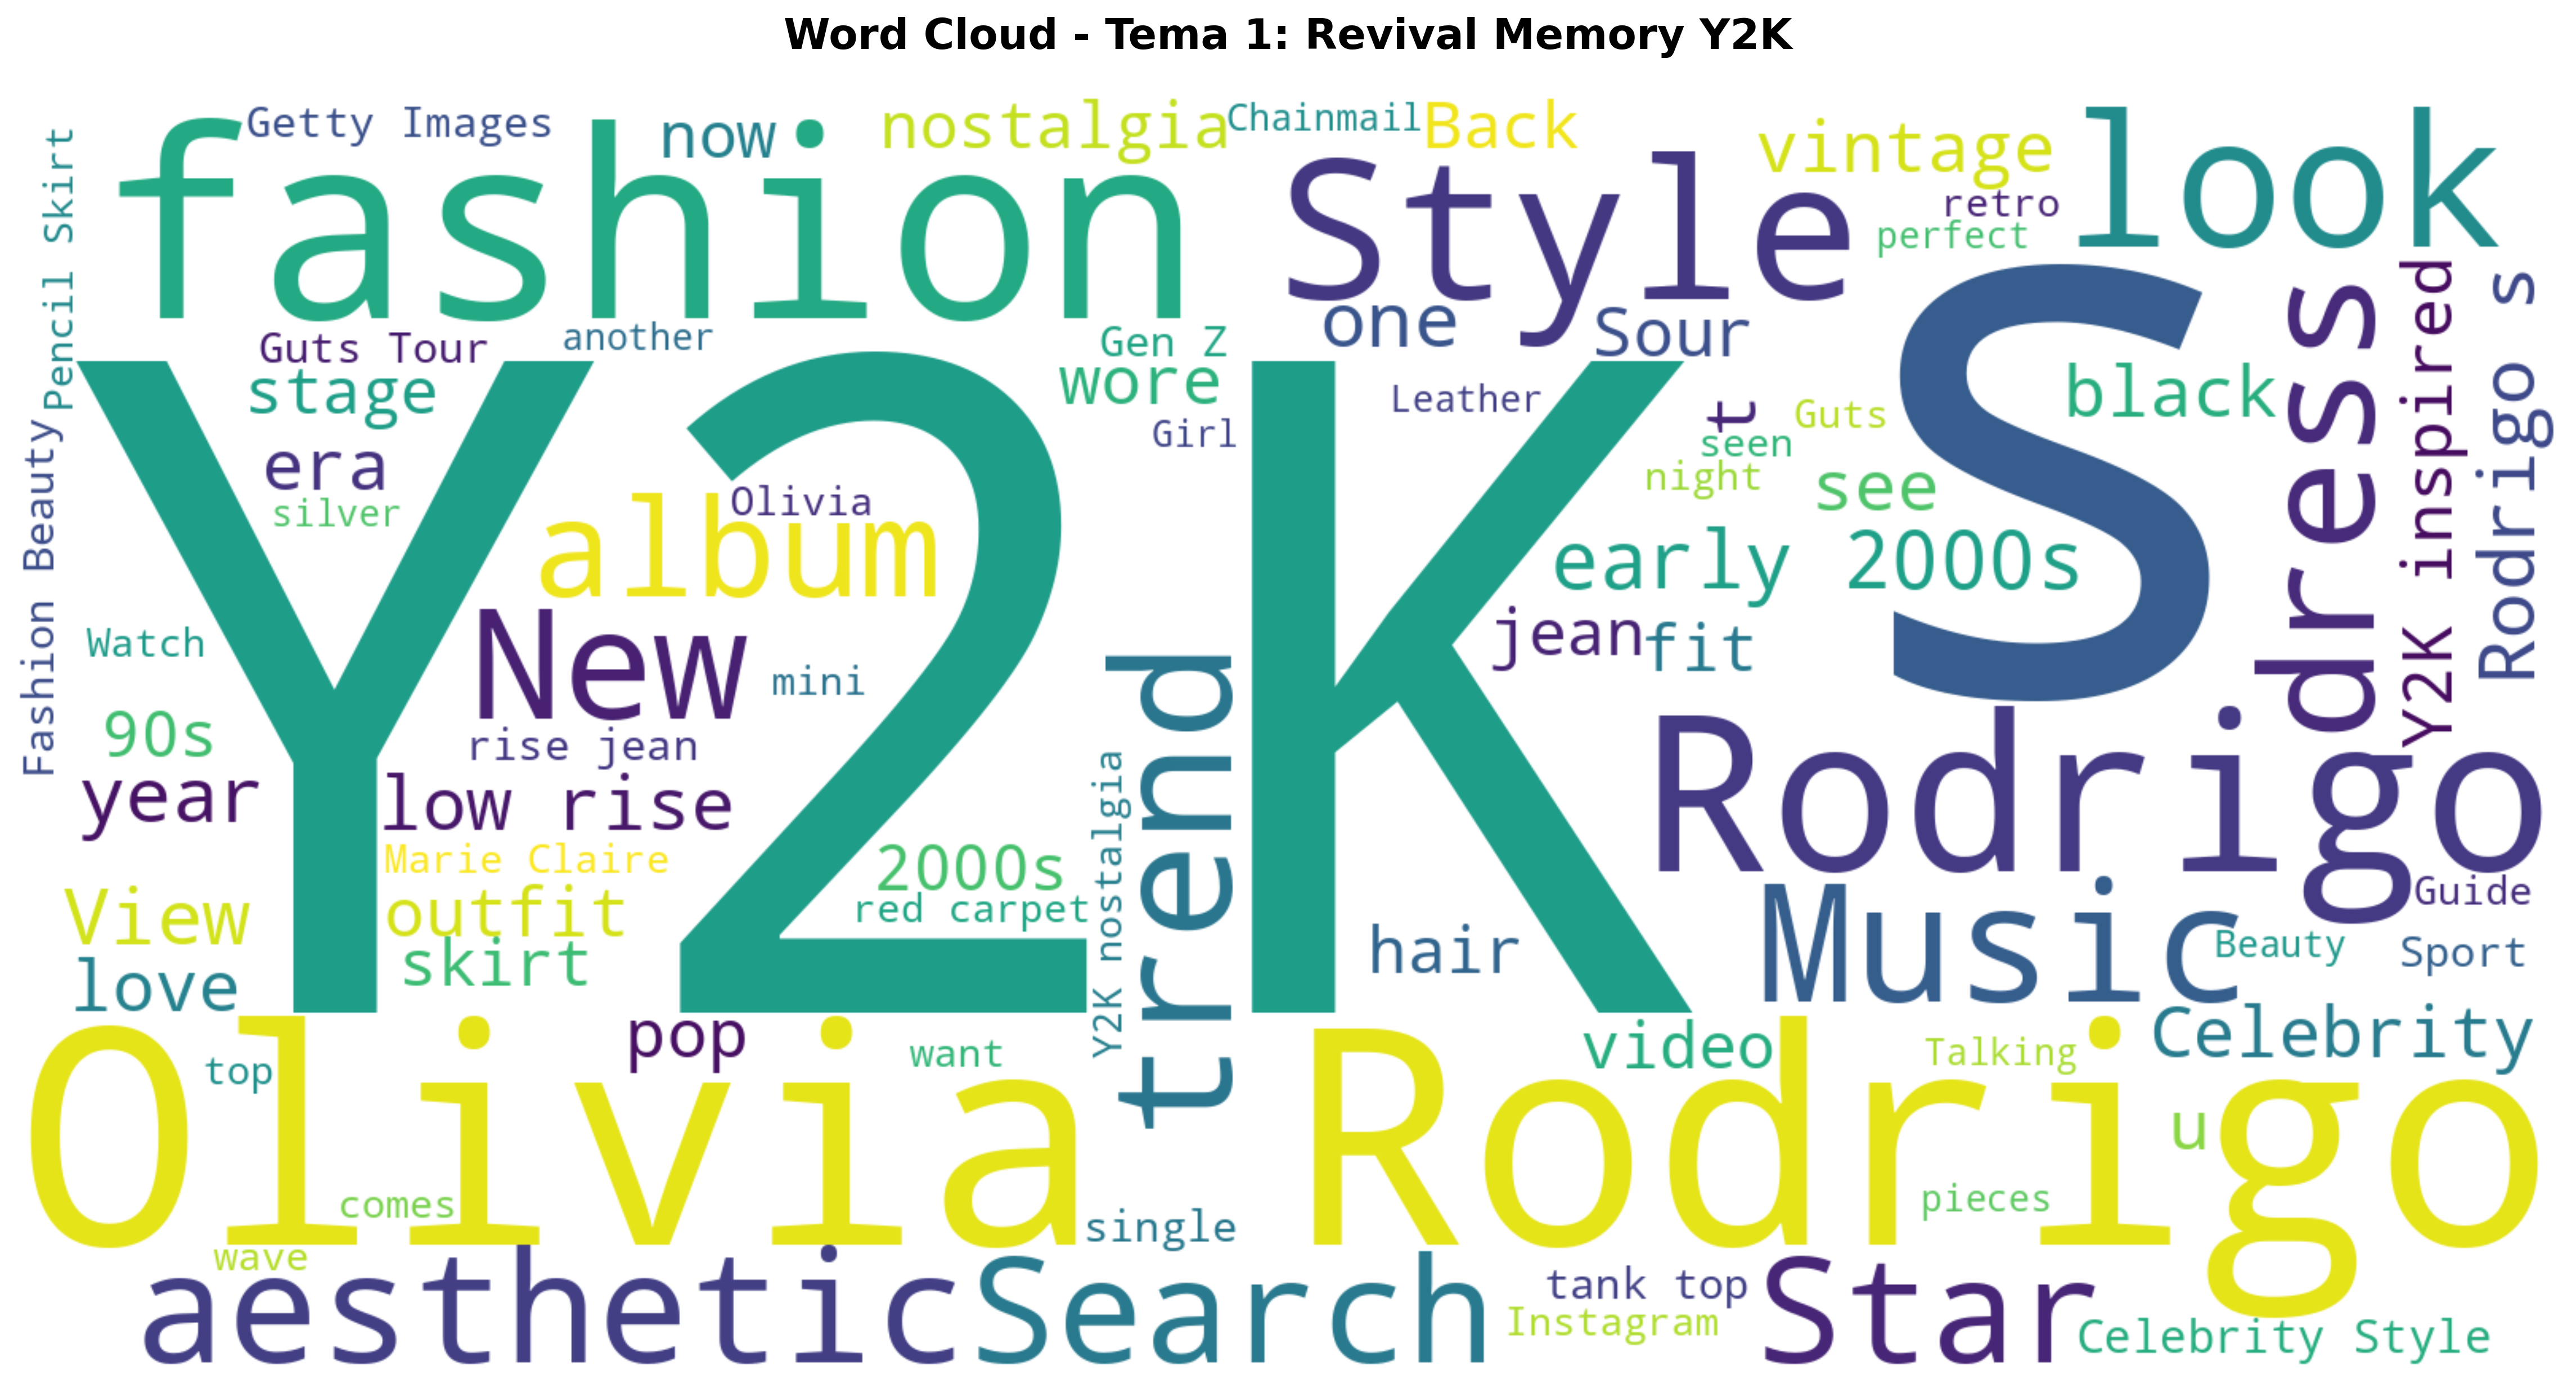 Word Cloud - Tema 1: Revival Memory Y2K
Getty Images
now
nostalgia
Chainmail
Back
vintage
look
fashion
Style
retro
perfect
Pencil Skirt
Guts Tour
another
Gen Z
one
Sour
S
dress
Y2K inspired
Rodrigo s
stage
wore
Leather
t
Guts
black
Y2K
Girl
seen
era
night
see
silver
Olivia
album
early 2000s
Fashion Beauty
Watch
New
mini
trend
jean
fit
90s
rise jean
Rodrigo
year
low rise
Y2K nostalgia
Marie Claire
2000s
red carpet
Guide
View
outfit
skirt
hair
Music
Beauty
Sport
love
pop
want
video
Talking
Celebrity
top
Olivia Rodrigo
u
comes
single
pieces
wave
aesthetic
Search
tank top
Instagram
Star
Celebrity Style